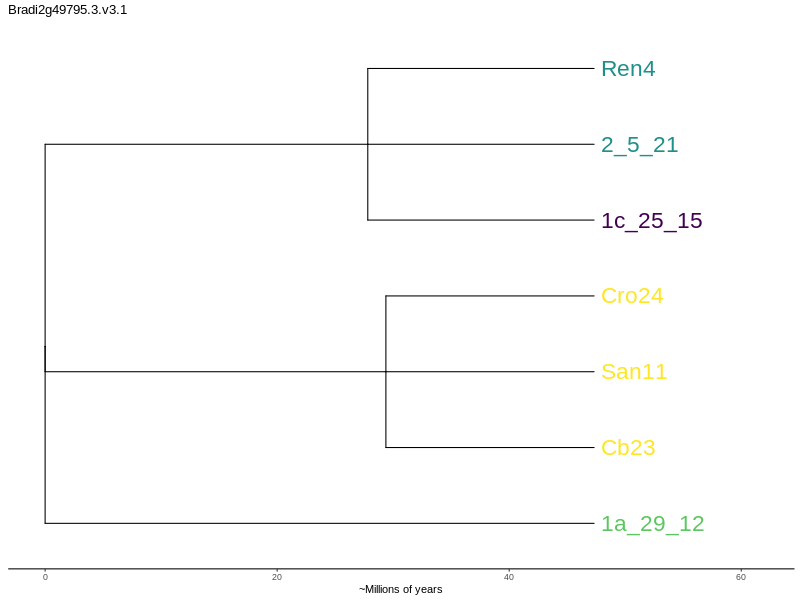 Bradi2g49795.3.v3.1
Ren4
2_5_21
1c_25_15
Cro24
San11
Cb23
1a_29_12
0 20 40 60
~Millions of years